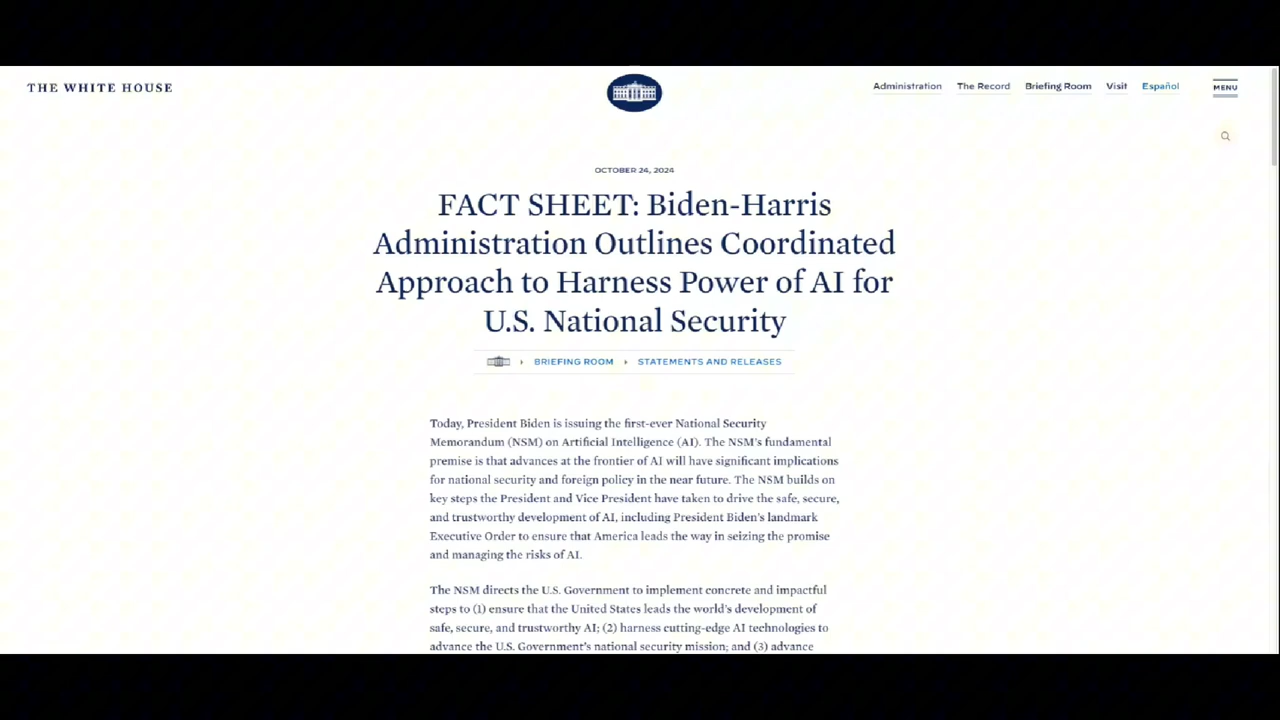 THE WHITE HOUSE
Administration The Record Briefing Room Visit Español MENU
OCTOBER 24, 2024
FACT SHEET: Biden-Harris
Administration Outlines Coordinated
Approach to Harness Power of AI for
U.S. National Security
BRIEFING ROOM STATEMENTS AND RELEASES
Today, President Biden is issuing the first-ever National Security
Memorandum (NSM) on Artificial Intelligence (AI). The NSM's fundamental
premise is that advances at the frontier of AI will have significant implications
for national security and foreign policy in the near future. The NSM builds on
key steps the President and Vice President have taken to drive the safe, secure,
and trustworthy development of AI, including President Biden's landmark
Executive Order to ensure that America leads the way in seizing the promise
and managing the risks of AI.
The NSM directs the U.S. Government to implement concrete and impactful
steps to (1) ensure that the United States leads the world's development of
safe, secure, and trustworthy AI; (2) harness cutting-edge AI technologies to
advance the U.S. Government's national security mission; and (3) advance